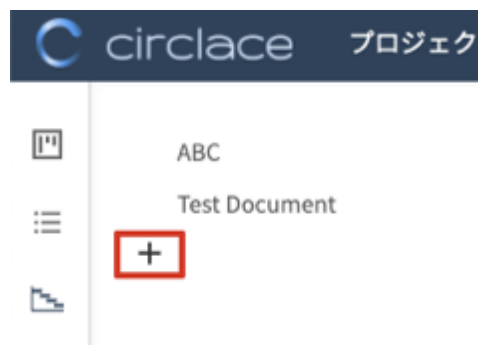 circlace プロジェク
ABC
Test Document
+